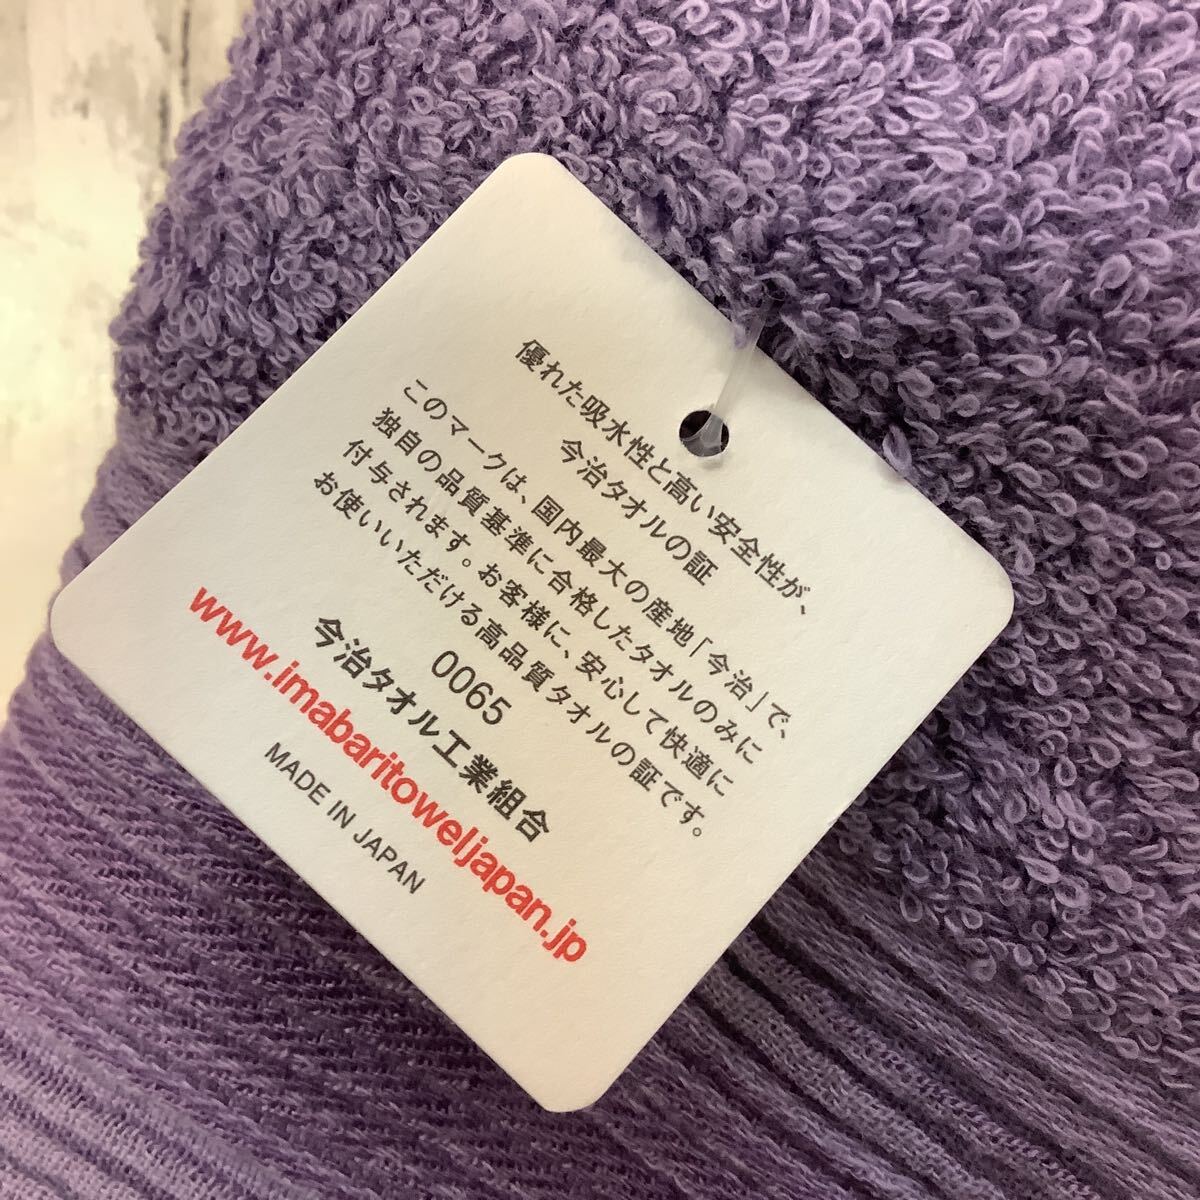 優れた吸水性と高い安全性が、
今治タオルの証
このマークは、国内最大の産地「今治」で、
独自の品質基準に合格したタオルのみに
付与されます。お客様に、安心して快適に
お使いいただける高品質タオルの証です。
0065
今治タオル工業組合
www.imabaritoweljapan.jp
MADE IN JAPAN